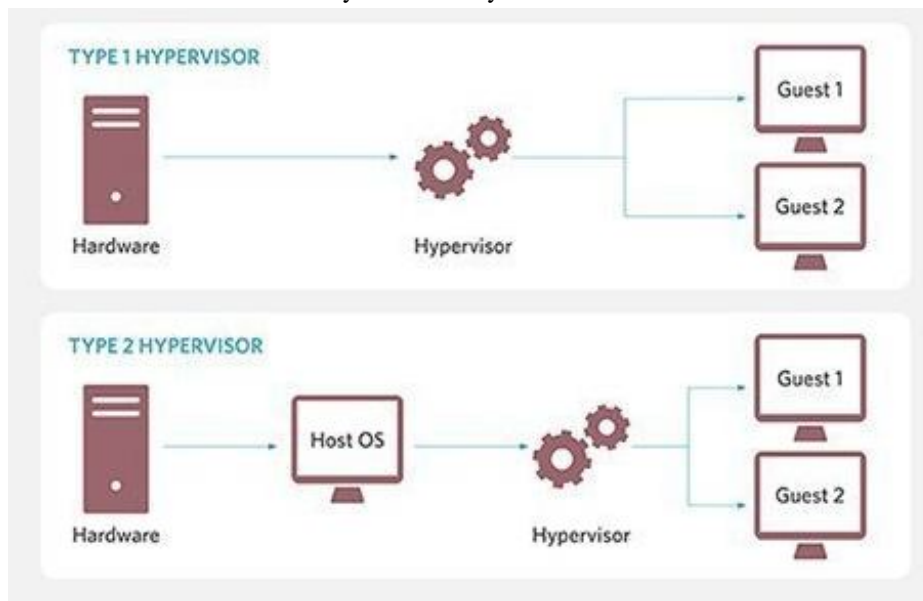 TYPE 1 HYPERVISOR
Guest 1
Guest 2
Hardware
Hypervisor
TYPE 2 HYPERVISOR
Guest 1
Host OS
Guest 2
Hardware
Hypervisor